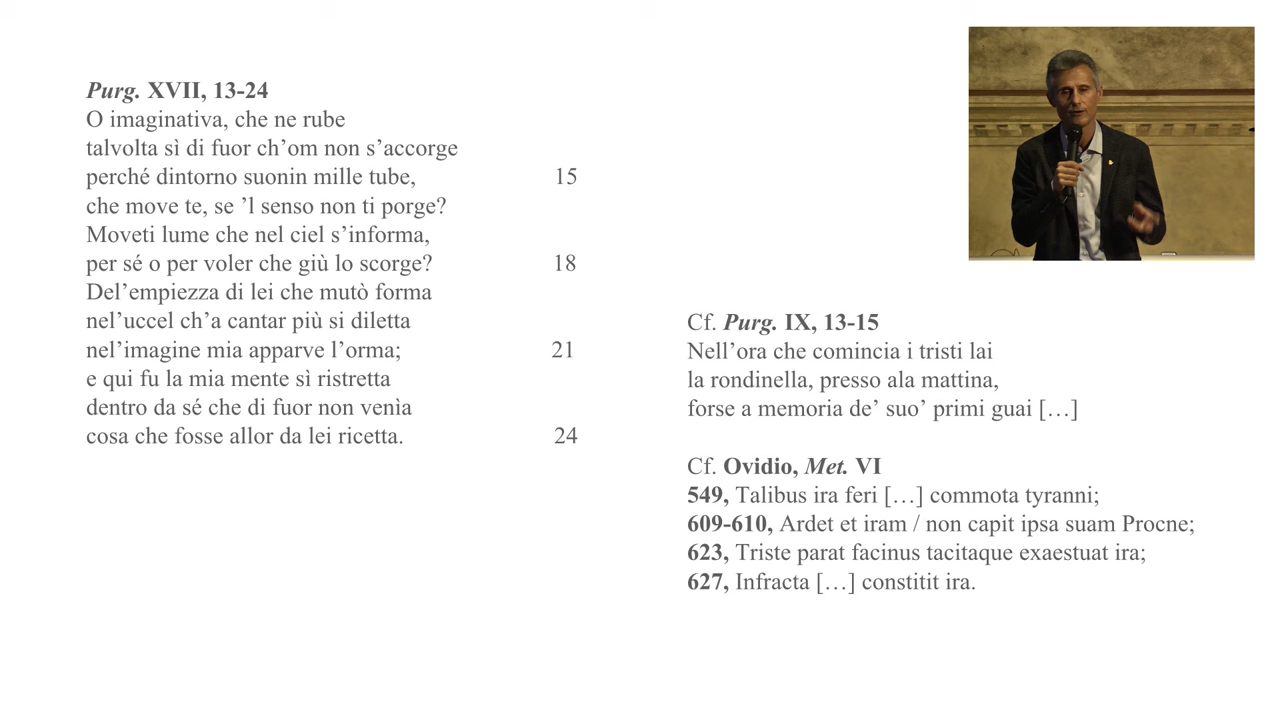 Purg. XVII, 13-24
O imaginativa, che ne rube
talvolta sì di fuor ch’om non s’accorge
perché dintorno suonin mille tube, 15
che move te, se ’l senso non ti porge?
Moveti lume che nel ciel s’informa,
per sé o per voler che giù lo scorge? 18
Del’empiezza di lei che mutò forma
nel’uccel ch’a cantar più si diletta
nel’imagine mia apparve l’orma; 21
e qui fu la mia mente sì ristretta
dentro da sé che di fuor non venìa
cosa che fosse allor da lei ricetta. 24
Cf. Purg. IX, 13-15
Nell’ora che comincia i tristi lai
la rondinella, presso ala mattina,
forse a memoria de’ suo’ primi guai […]
Cf. Ovidio, Met. VI
549, Talibus ira feri […] commota tyranni;
609-610, Ardet et iram / non capit ipsa suam Procne;
623, Triste parat facinus tacitaque exaestuat ira;
627, Infracta […] constitit ira.